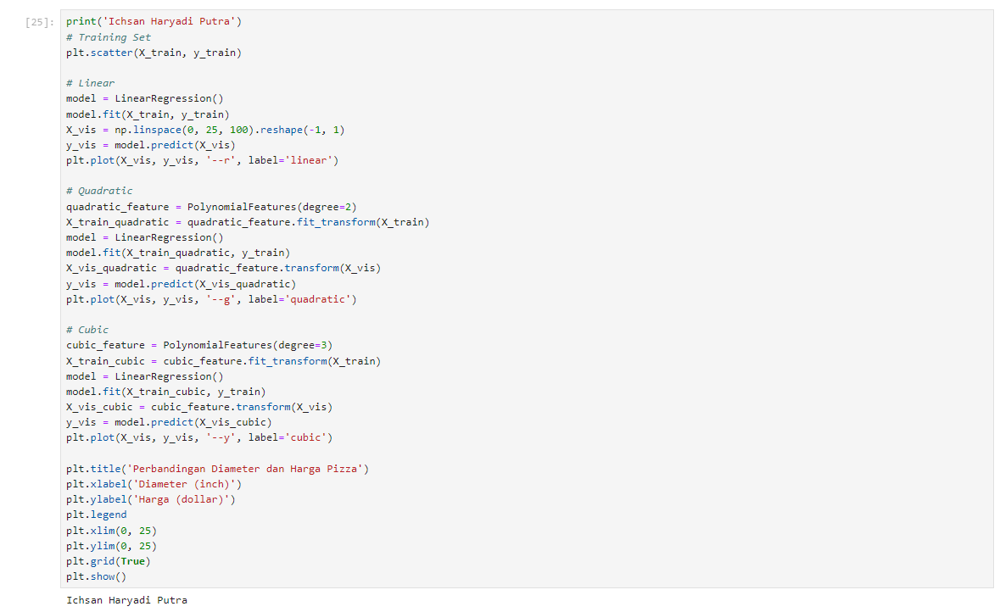 [25]:
print('Ichsan Haryadi Putra')
# Training Set
plt.scatter(X_train, y_train)
# Linear
model = LinearRegression()
model.fit(X_train, y_train)
X_vis = np.linspace(0, 25, 100).reshape(-1, 1)
y_vis = model.predict(X_vis)
plt.plot(X_vis, y_vis, '--r', label='linear')
# Quadratic
quadratic_feature = PolynomialFeatures(degree=2)
X_train_quadratic = quadratic_feature.fit_transform(X_train)
model = LinearRegression()
model.fit(X_train_quadratic, y_train)
X_vis_quadratic = quadratic_feature.transform(X_vis)
y_vis = model.predict(X_vis_quadratic)
plt.plot(X_vis, y_vis, '--g', label='quadratic')
# Cubic
cubic_feature = PolynomialFeatures(degree=3)
X_train_cubic = cubic_feature.fit_transform(X_train)
model = LinearRegression()
model.fit(X_train_cubic, y_train)
X_vis_cubic = cubic_feature.transform(X_vis)
y_vis = model.predict(X_vis_cubic)
plt.plot(X_vis, y_vis, '--y', label='cubic')
plt.title('Perbandingan Diameter dan Harga Pizza')
plt.xlabel('Diameter (inch)')
plt.ylabel('Harga (dollar)')
plt.legend
plt.xlim(0, 25)
plt.ylim(0, 25)
plt.grid(True)
plt.show()
Ichsan Haryadi Putra